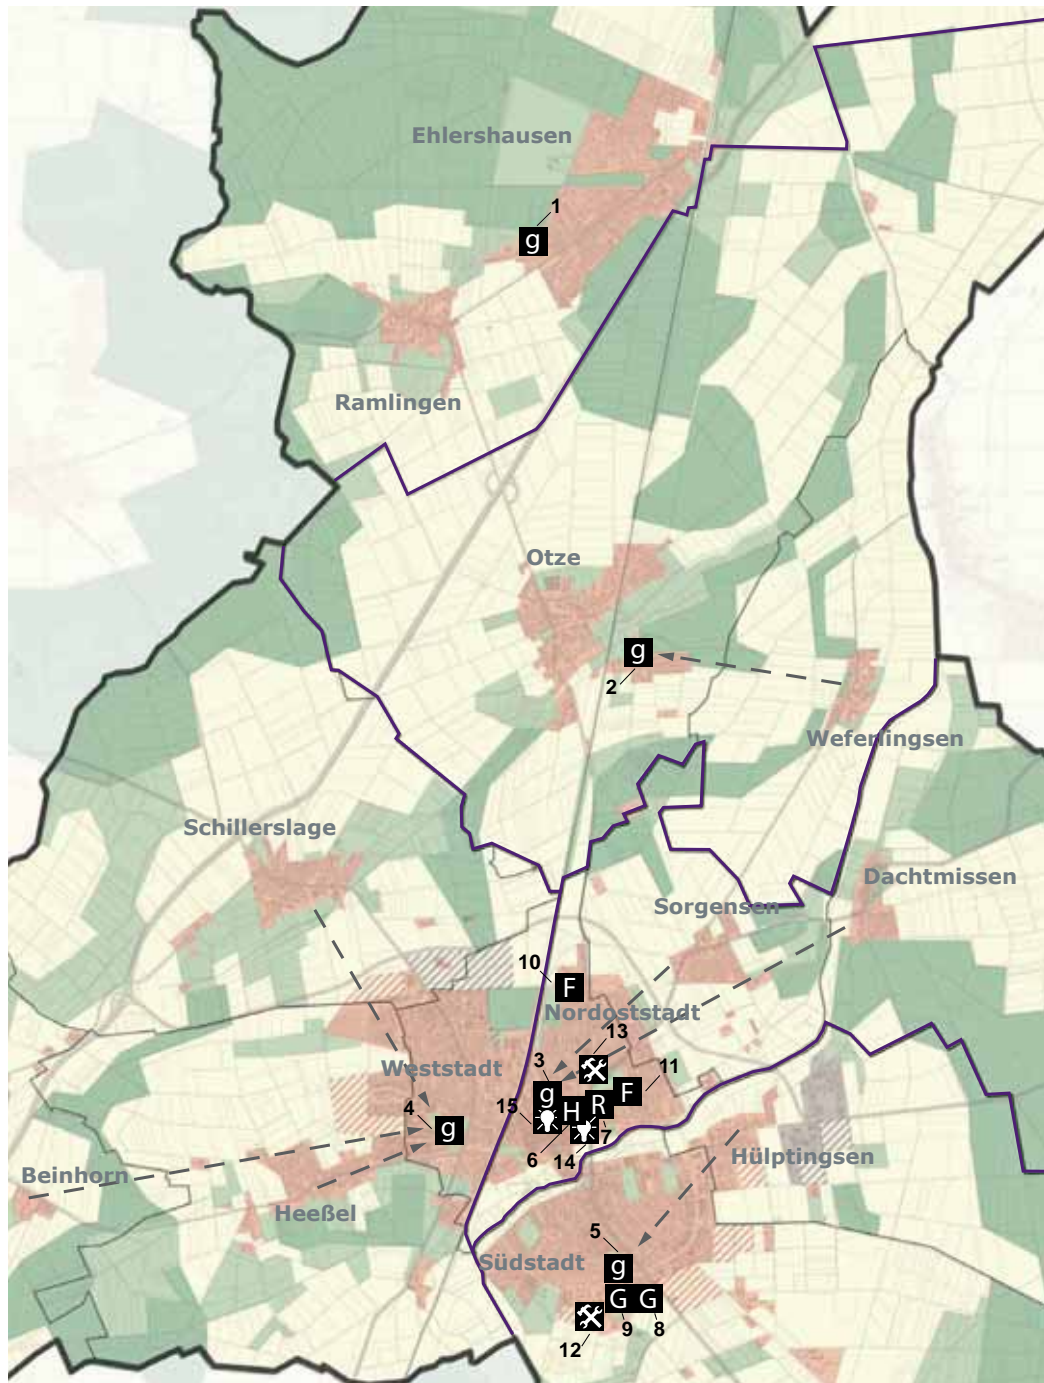 Ehlershausen
1
g
Ramlingen
Otze
g
2
Wefenlingsen
Schillerslage
Dachtmissen
Sorgensen
10
F
Nordoststadt
13
3
Weststadt
11
g
F
R
15
H
4
g
7
6
14
Hülptingsen
Beinhorn
Heeßel
5
Südstadt
g
G
G
9
8
12